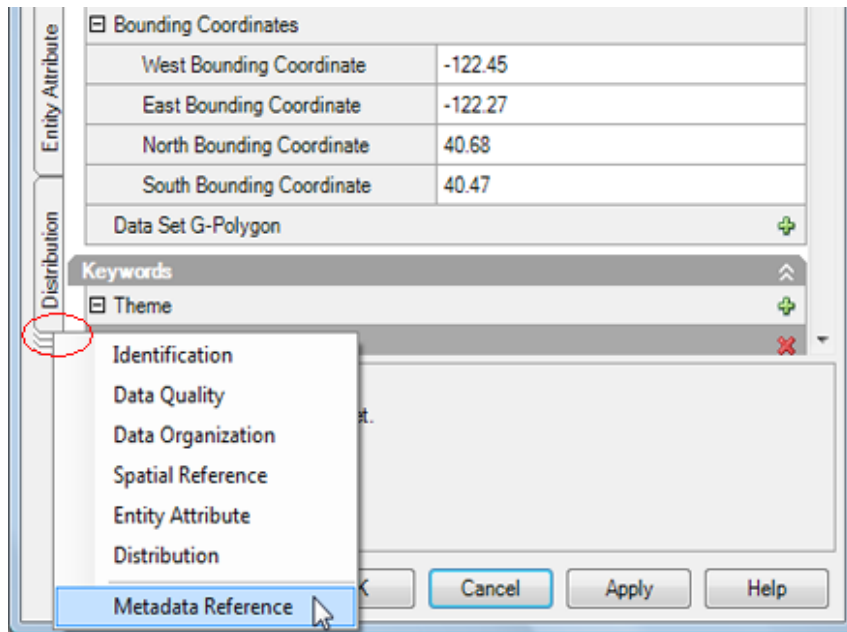 Entity Attribute
Distribution
Bounding Coordinates
West Bounding Coordinate -122.45
East Bounding Coordinate -122.27
North Bounding Coordinate 40.68
South Bounding Coordinate 40.47
Data Set G-Polygon
Keywords
Theme
Identification
Data Quality
Data Organization
Spatial Reference
Entity Attribute
Distribution
Metadata Reference
Cancel Apply Help